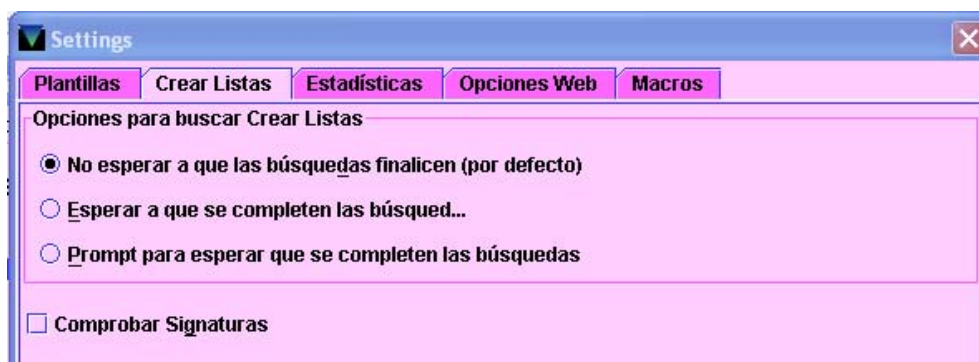 Settings
Plantillas Crear Listas Estadísticas Opciones Web Macros
Opciones para buscar Crear Listas
No esperar a que las búsquedas finalicen (por defecto)
Esperar a que se completen las búsqued...
Prompt para esperar que se completen las búsquedas
Comprobar Signaturas